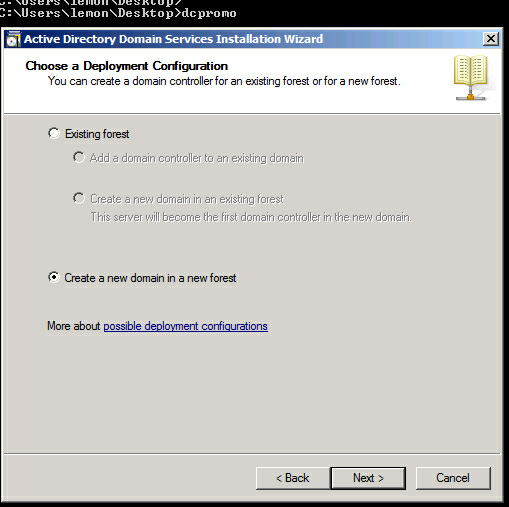 C:\Users\lemon\Desktop>
C:\Users\lemon\Desktop>dcpromo
Active Directory Domain Services Installation Wizard
Choose a Deployment Configuration
You can create a domain controller for an existing forest or for a new forest.
Existing forest
Add a domain controller to an existing domain
Create a new domain in an existing forest
This server will become the first domain controller in the new domain.
Create a new domain in a new forest
More about possible deployment configurations
< Back
Next >
Cancel